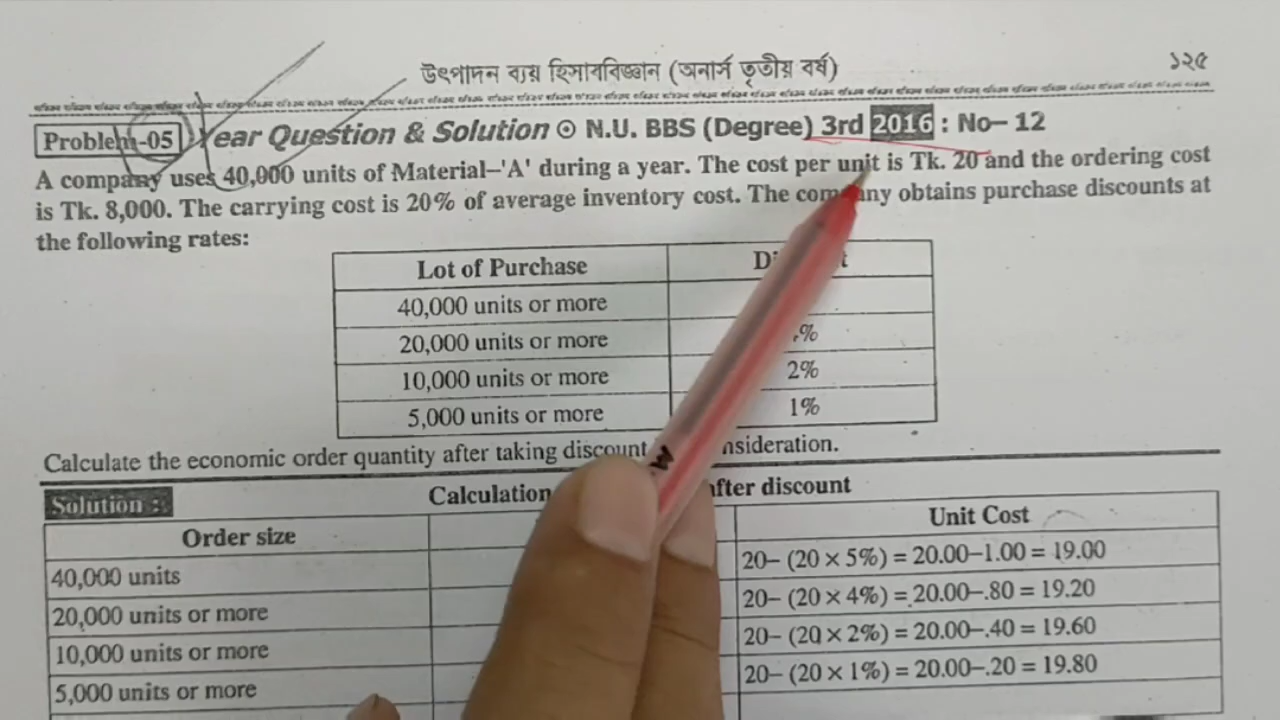 উৎপাদন ব্যয় হিসাববিজ্ঞান (অনার্স তৃতীয় বর্ষ)
১২৫
Problem-05 Year Question & Solution ⊙ N.U. BBS (Degree) 3rd 2016 : No– 12
A company uses 40,000 units of Material–'A' during a year. The cost per unit is Tk. 20 and the ordering cost
is Tk. 8,000. The carrying cost is 20% of average inventory cost. The company obtains purchase discounts at
the following rates:
Lot of Purchase
40,000 units or more
20,000 units or more %
10,000 units or more 2%
5,000 units or more 1%
Calculate the economic order quantity after taking discount consideration.
Solution :
Calculation after discount
Order size Unit Cost
40,000 units 20– (20 × 5%) = 20.00–1.00 = 19.00
20,000 units or more 20– (20 × 4%) = 20.00–.80 = 19.20
10,000 units or more 20– (20 × 2%) = 20.00–.40 = 19.60
5,000 units or more 20– (20 × 1%) = 20.00–.20 = 19.80